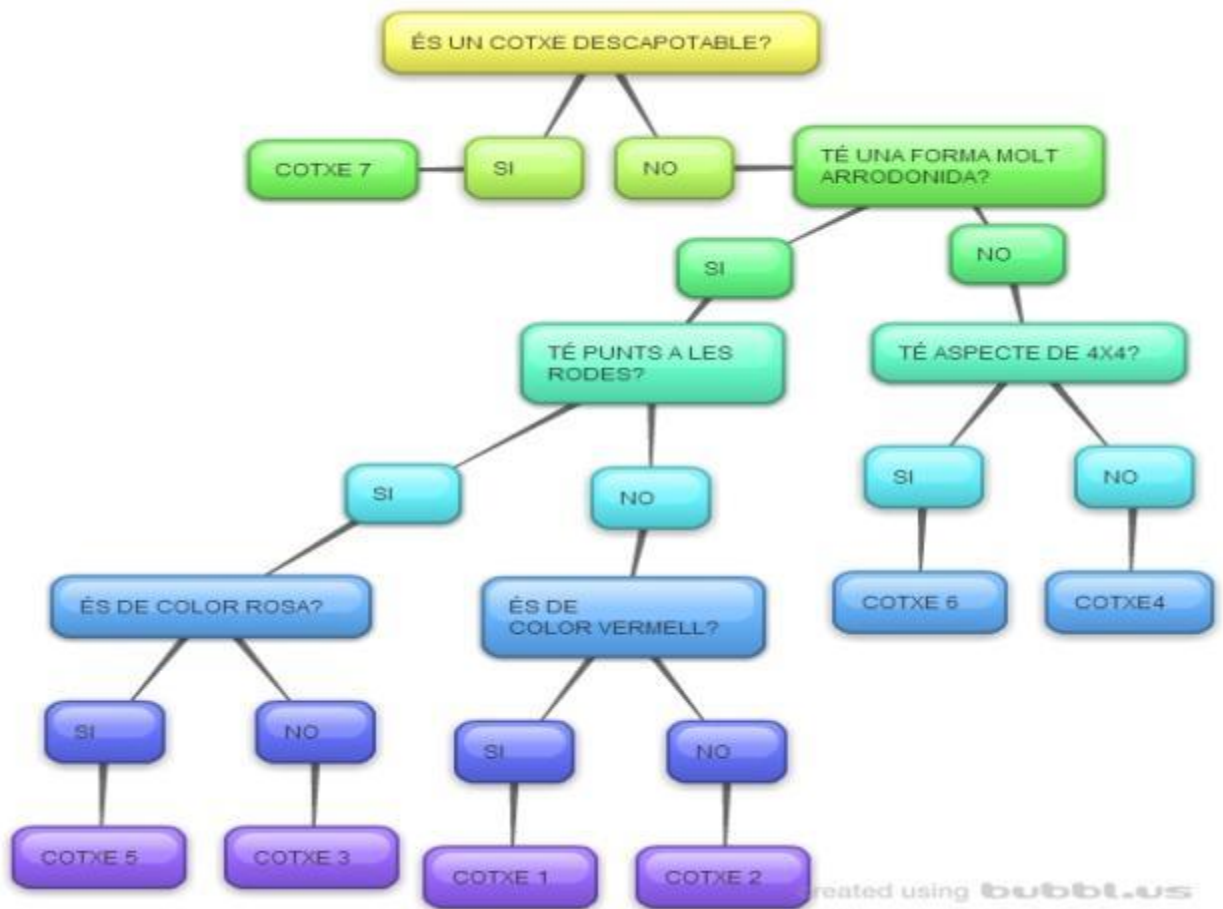 ÉS UN COTXE DESCAPOTABLE?
COTXE 7
SI
NO
TÉ UNA FORMA MOLT
ARRODONIDA?
SI
NO
TÉ PUNTS A LES
RODES?
TÉ ASPECTE DE 4X4?
SI
NO
SI
NO
ÉS DE COLOR ROSA?
ÉS DE
COLOR VERMELL?
COTXE 6
COTXE4
SI
NO
SI
NO
COTXE 5
COTXE 3
COTXE 1
COTXE 2
reated using bubbl.us